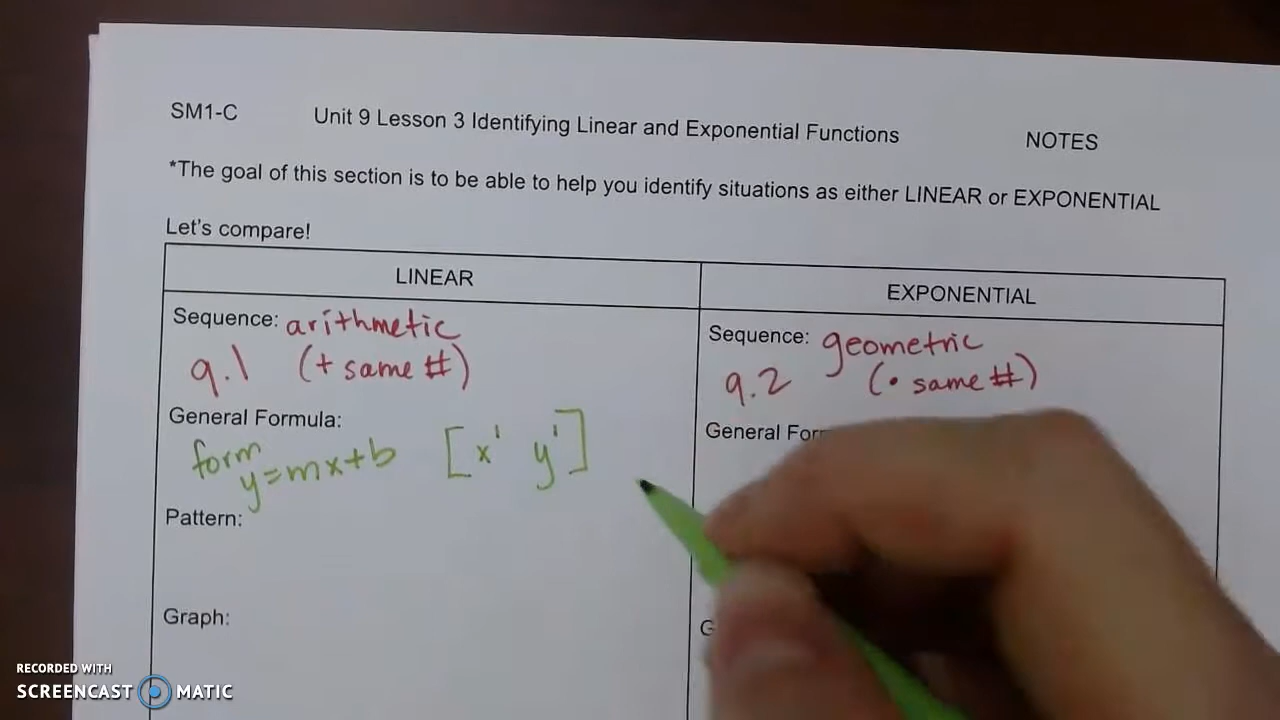 SM1-C Unit 9 Lesson 3 Identifying Linear and Exponential Functions NOTES
*The goal of this section is to be able to help you identify situations as either LINEAR or EXPONENTIAL
Let's compare!
LINEAR
EXPONENTIAL
Sequence: arithmetic
9.1 (+ same #)
General Formula:
form
y=mx+b [x¹ y¹]
Pattern:
Graph:
Sequence: geometric
9.2 (• same #)
General For
G
RECORDED WITH
SCREENCAST MATIC